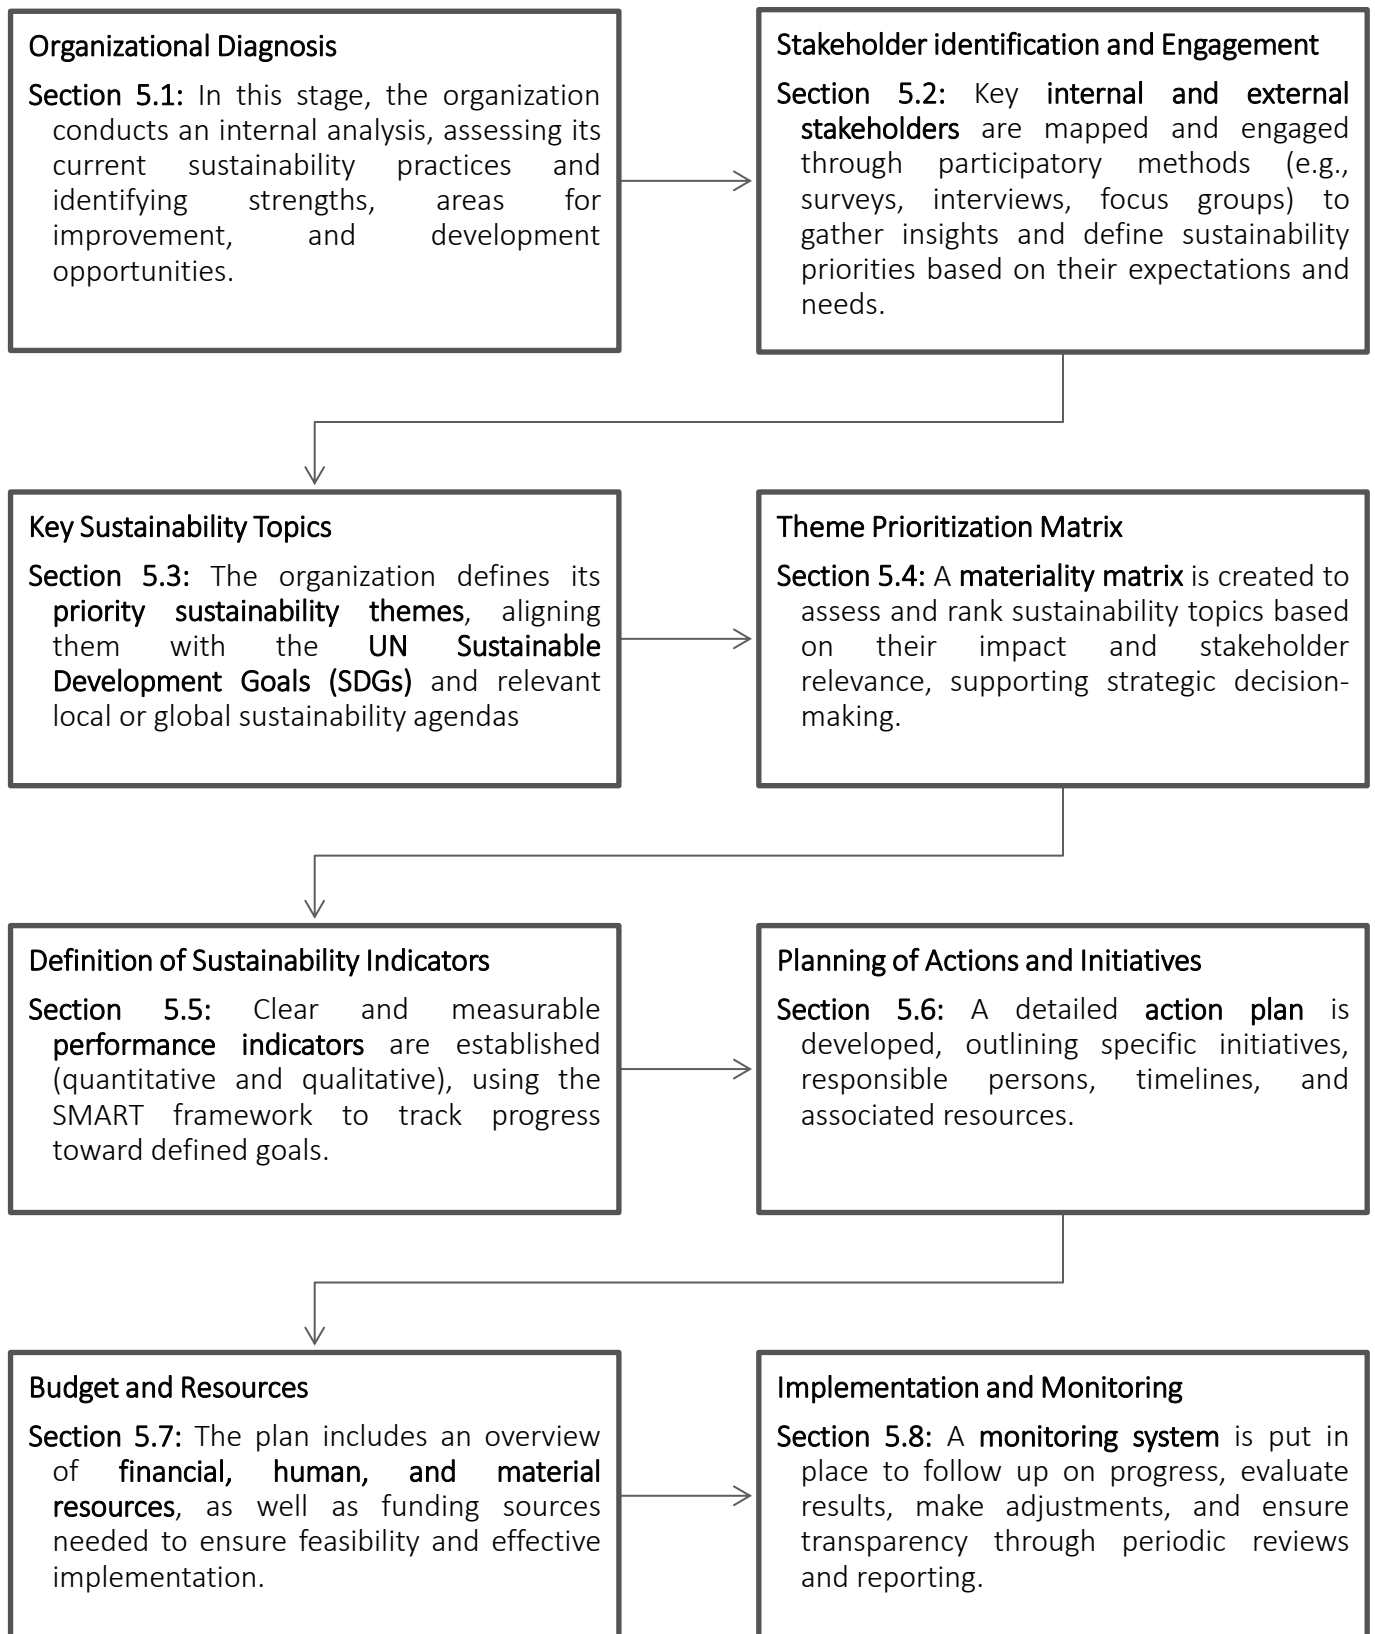 Organizational Diagnosis
Section 5.1: In this stage, the organization
conducts an internal analysis, assessing its
current sustainability practices and
identifying strengths, areas for
improvement, and development
opportunities.
Stakeholder identification and Engagement
Section 5.2: Key internal and external
stakeholders are mapped and engaged
through participatory methods (e.g.,
surveys, interviews, focus groups) to
gather insights and define sustainability
priorities based on their expectations and
needs.
Key Sustainability Topics
Section 5.3: The organization defines its
priority sustainability themes, aligning
them with the UN Sustainable
Development Goals (SDGs) and relevant
local or global sustainability agendas
Theme Prioritization Matrix
Section 5.4: A materiality matrix is created to
assess and rank sustainability topics based
on their impact and stakeholder
relevance, supporting strategic decision-
making.
Definition of Sustainability Indicators
Section 5.5: Clear and measurable
performance indicators are established
(quantitative and qualitative), using the
SMART framework to track progress
toward defined goals.
Planning of Actions and Initiatives
Section 5.6: A detailed action plan is
developed, outlining specific initiatives,
responsible persons, timelines, and
associated resources.
Budget and Resources
Section 5.7: The plan includes an overview
of financial, human, and material
resources, as well as funding sources
needed to ensure feasibility and effective
implementation.
Implementation and Monitoring
Section 5.8: A monitoring system is put in
place to follow up on progress, evaluate
results, make adjustments, and ensure
transparency through periodic reviews
and reporting.